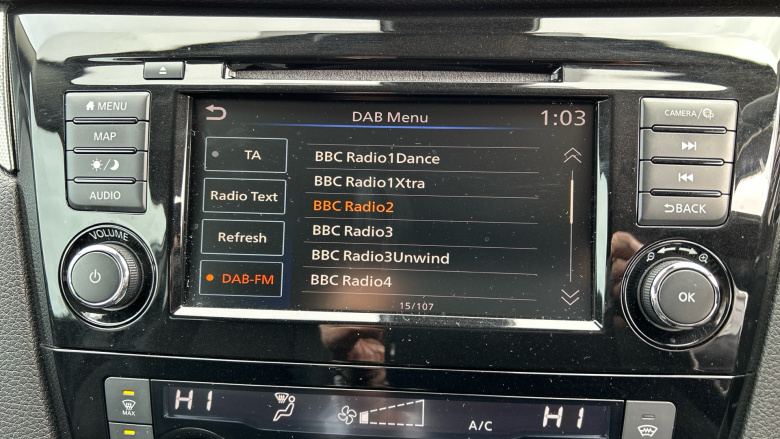 MENU
MAP
AUDIO
VOLUME
DAB Menu
1:03
TA
Radio Text
Refresh
DAB-FM
BBC Radio1Dance
BBC Radio1Xtra
BBC Radio2
BBC Radio3
BBC Radio3Unwind
BBC Radio4
15/107
CAMERA/
BACK
OK
MAX
HI
A/C
HI